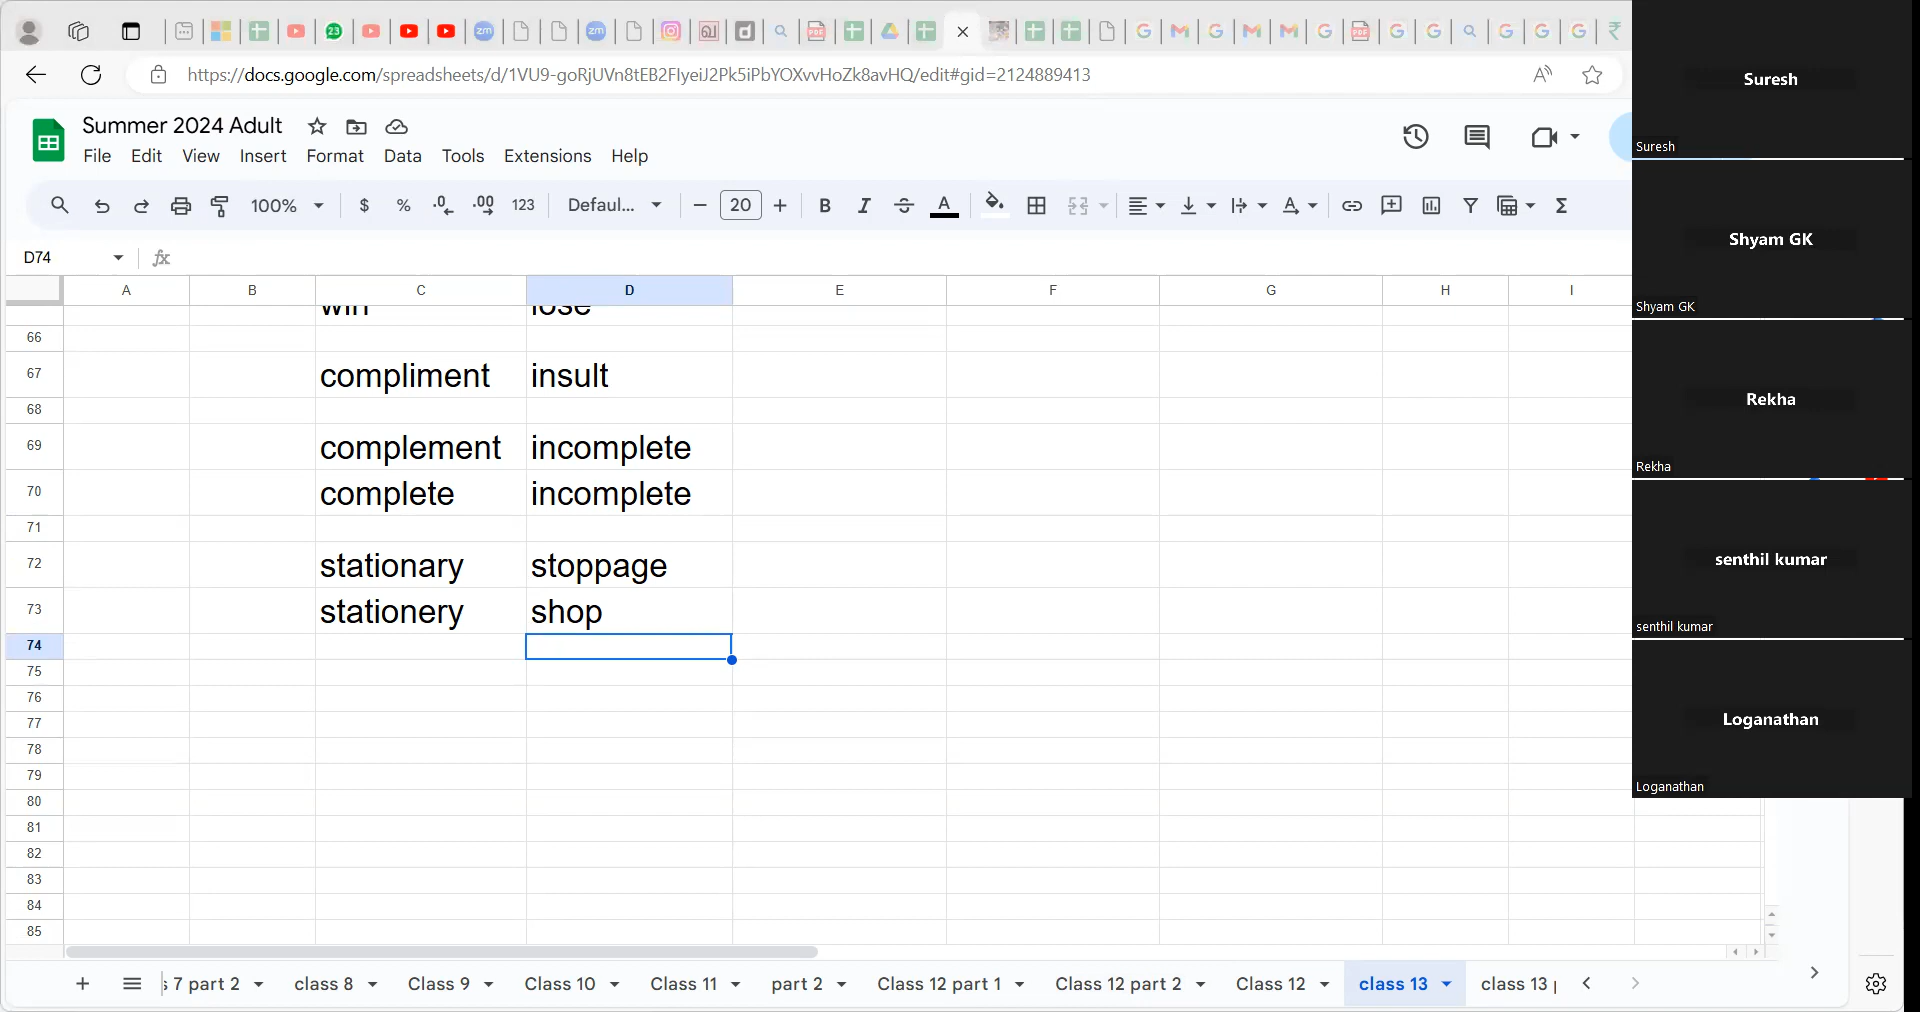 23
https://docs.google.com/spreadsheets/d/1VU9-goRjUVn8tEB2FIyeiJ2Pk5iPbYOXvvHoZk8avHQ/edit#gid=2124889413
Summer 2024 Adult
File Edit View Insert Format Data Tools Extensions Help
100% $ % .0 .00 123 Defaul... 20 B I A
D74 fx
A B C D E F G H I
win lose
66
67 compliment insult
68
69 complement incomplete
70 complete incomplete
71
72 stationary stoppage
73 stationery shop
74
75
76
77
78
79
80
81
82
83
84
85
7 part 2 class 8 Class 9 Class 10 Class 11 part 2 Class 12 part 1 Class 12 part 2 Class 12 class 13 class 13
Suresh
Suresh
Shyam GK
Shyam GK
Rekha
Rekha
senthil kumar
senthil kumar
Loganathan
Loganathan